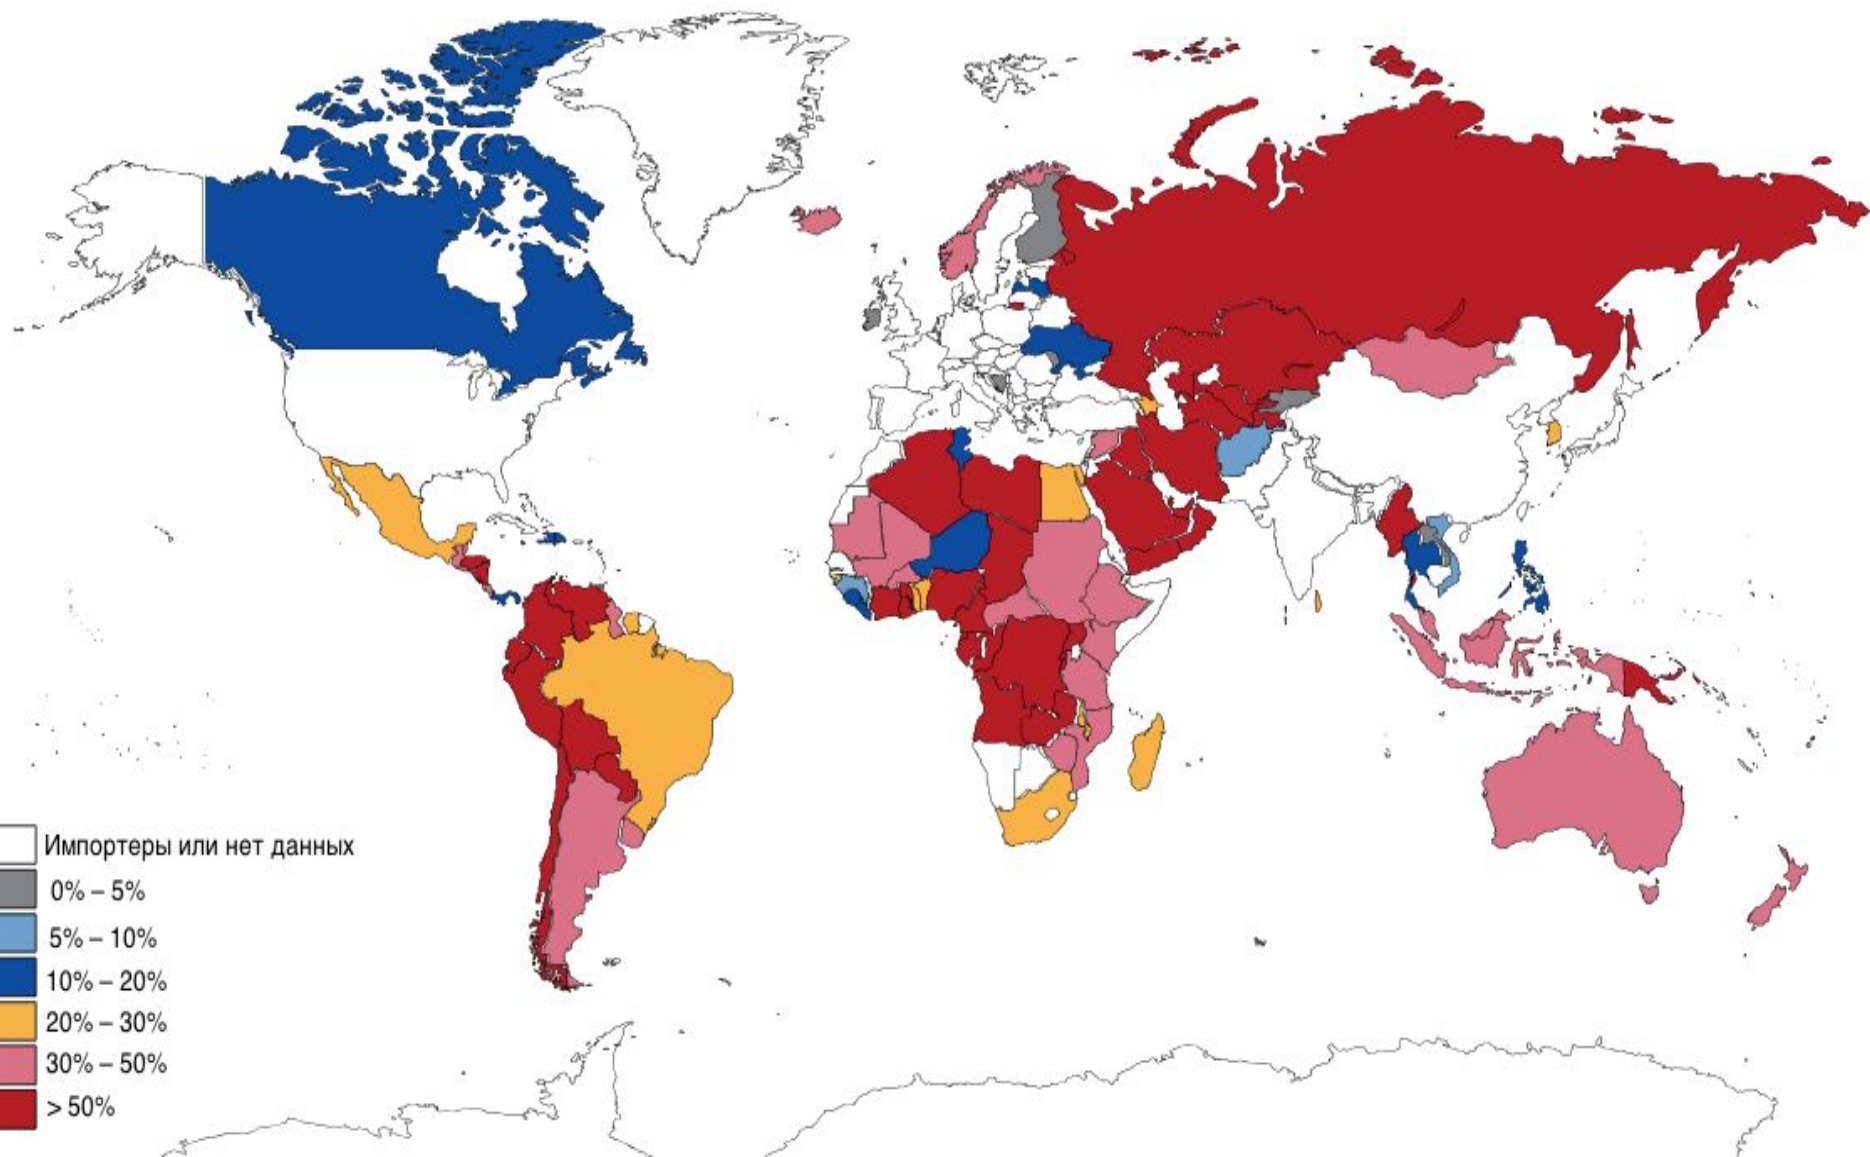 Импортеры или нет данных
0% – 5%
5% – 10%
10% – 20%
20% – 30%
30% – 50%
> 50%